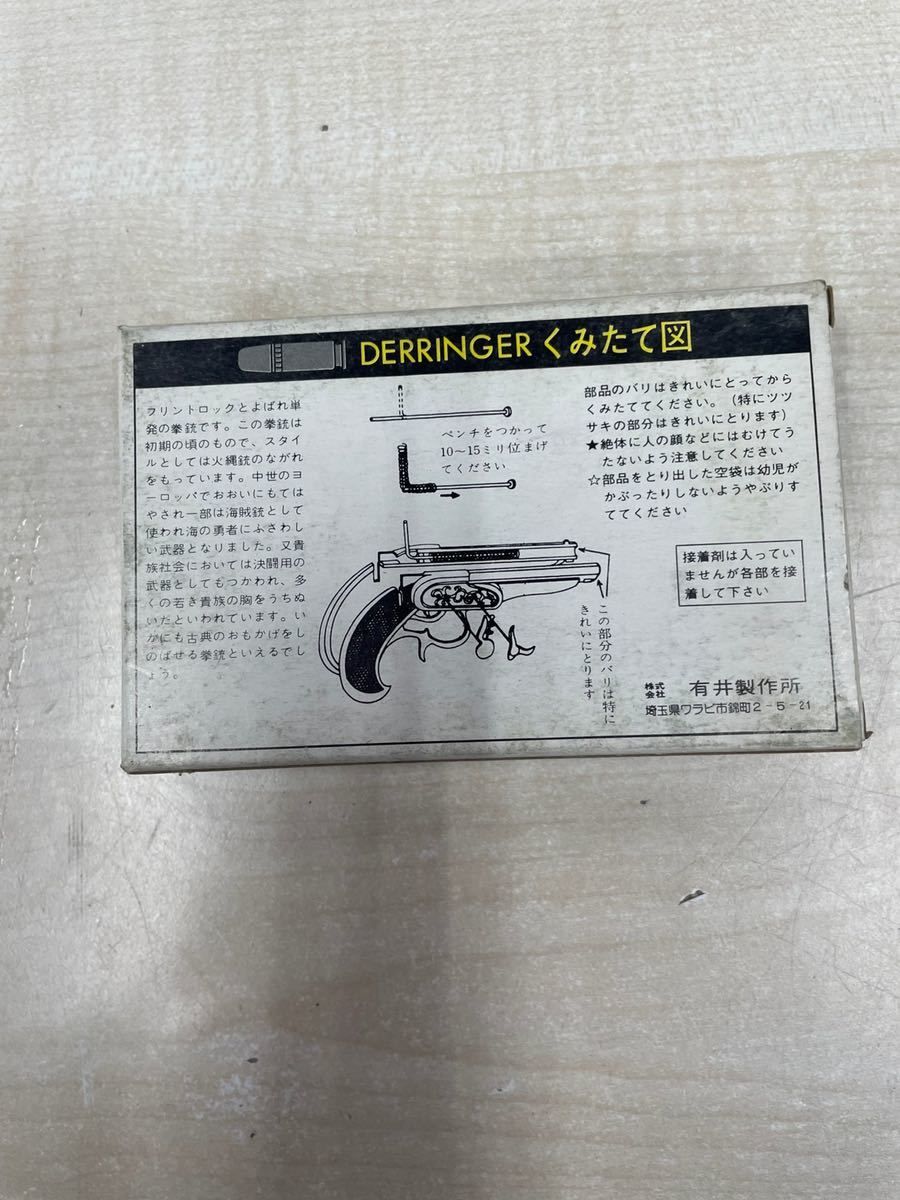 DERRINGER くみたて図
フリントロックとよばれ単
発の拳銃です。この拳銃は
初期の頃のもので、スタイ
ルとしては火縄銃のながれ
をもっています。中世のヨ
ーロッパでおおいにもては
やされ一部は海賊銃として
使われ海の勇者にふさわし
い武器となりました。又貴
族社会においては決闘用の
武器としてもつかわれ、多
くの若き貴族の胸をうちぬ
いだといわれています。い
かにも古典のおもかげをし
のばせる拳銃といえるでし
ょう。
ペンチをつかって
10〜15ミリ位まげ
てください
この部分のバリは特に
きれいにとります
部品のバリはきれいにとってから
くみたててください。(特にツツ
サキの部分はきれいにとります)
★絶体に人の顔などにはむけてう
たないよう注意してください
☆部品をとり出した空袋は幼児が
かぶったりしないようやぶりす
ててください
接着剤は入ってい
ませんが各部を接
着して下さい
株式会社 有井製作所
埼玉県ワラビ市錦町2-5-21